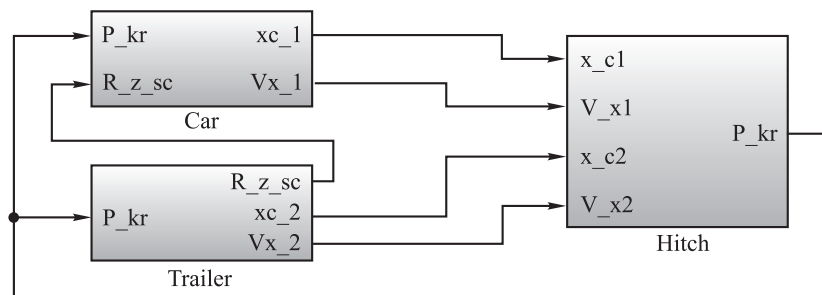 P_kr
R_z_sc
xc_1
Vx_1
Car
P_kr
R_z_sc
xc_2
Vx_2
Trailer
x_c1
V_x1
x_c2
V_x2
P_kr
Hitch